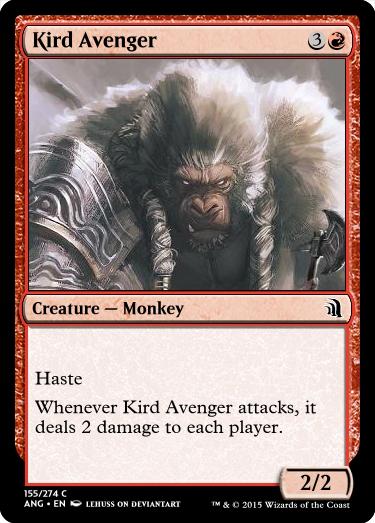 Kird Avenger 3
Creature — Monkey
Haste
Whenever Kird Avenger attacks, it
deals 2 damage to each player.
2/2
155/274 C
ANG • EN LEHUSS ON DEVIANTART
™ & © 2015 Wizards of the Coast